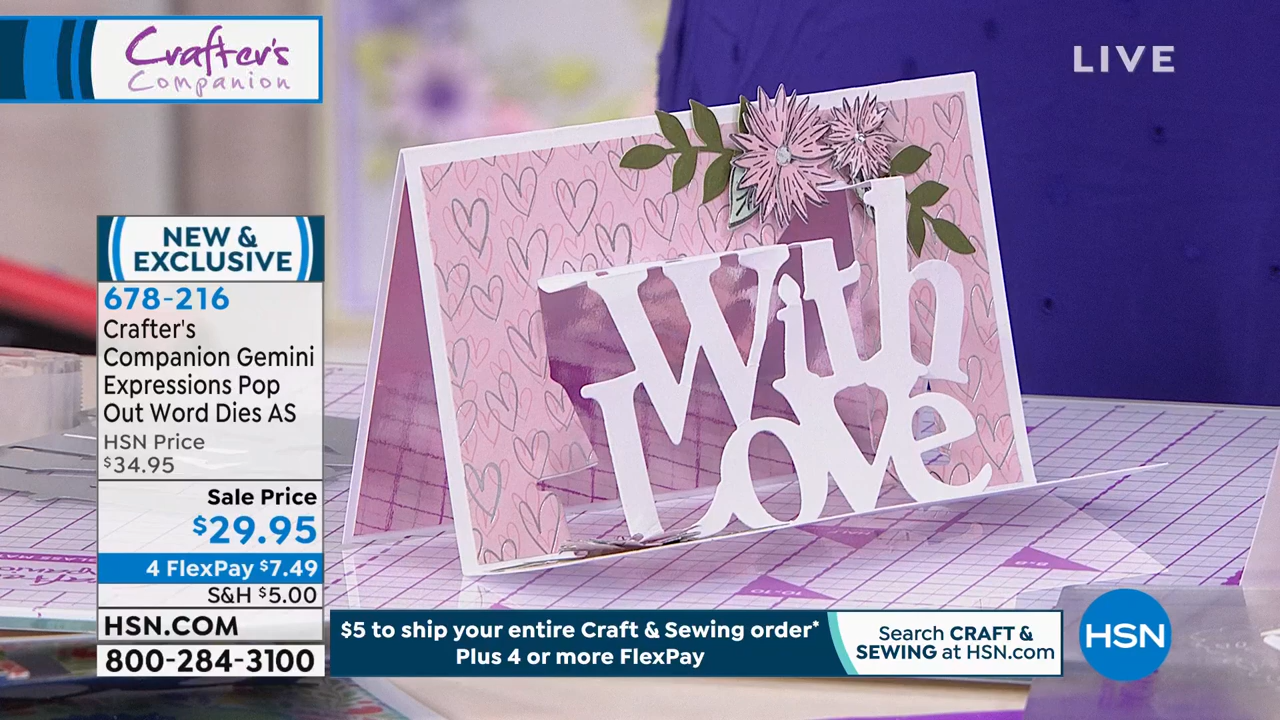 Crafter's
Companion
LIVE
NEW &
EXCLUSIVE
678-216
Crafter's
Companion Gemini
Expressions Pop
Out Word Dies AS
HSN Price
$34.95
Sale Price
$29.95
4 FlexPay $7.49
S&H $5.00
HSN.COM
800-284-3100
With
Love
$5 to ship your entire Craft & Sewing order*
Plus 4 or more FlexPay
Search CRAFT &
SEWING at HSN.com
HSN